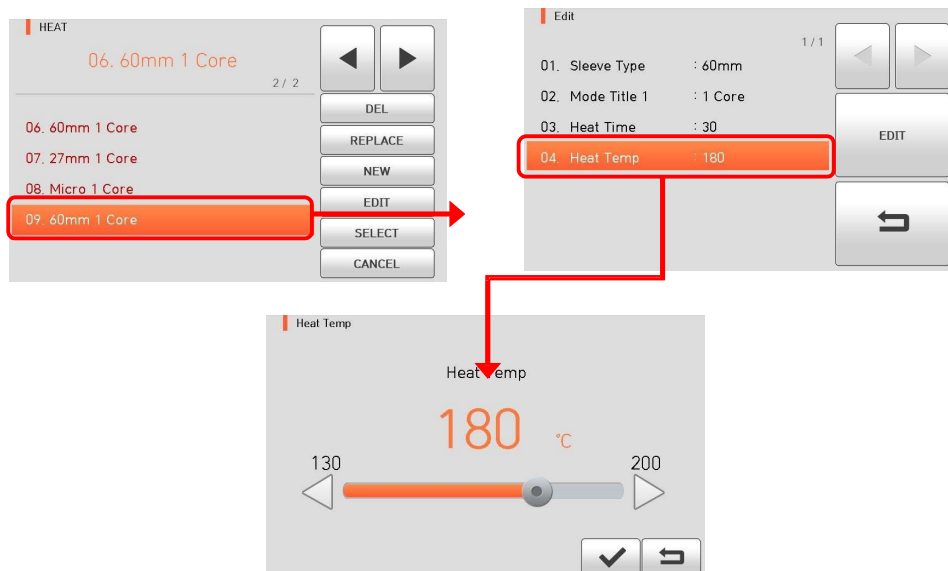 HEAT
06. 60mm 1 Core
2 / 2
06. 60mm 1 Core
07. 27mm 1 Core
08. Micro 1 Core
09. 60mm 1 Core
DEL
REPLACE
NEW
EDIT
SELECT
CANCEL
Edit
1 / 1
01. Sleeve Type : 60mm
02. Mode Title 1 : 1 Core
03. Heat Time : 30
04. Heat Temp : 180
EDIT
Heat Temp
Heat Temp
180 °C
130
200